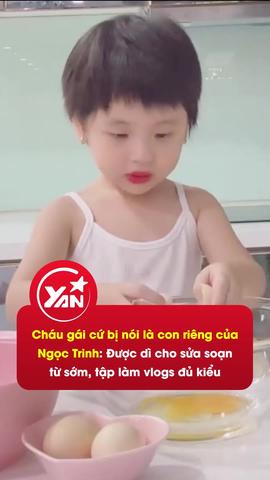 YAN
Cháu gái cứ bị nói là con riêng của
Ngọc Trinh: Được dì cho sửa soạn
từ sớm, tập làm vlogs đủ kiểu